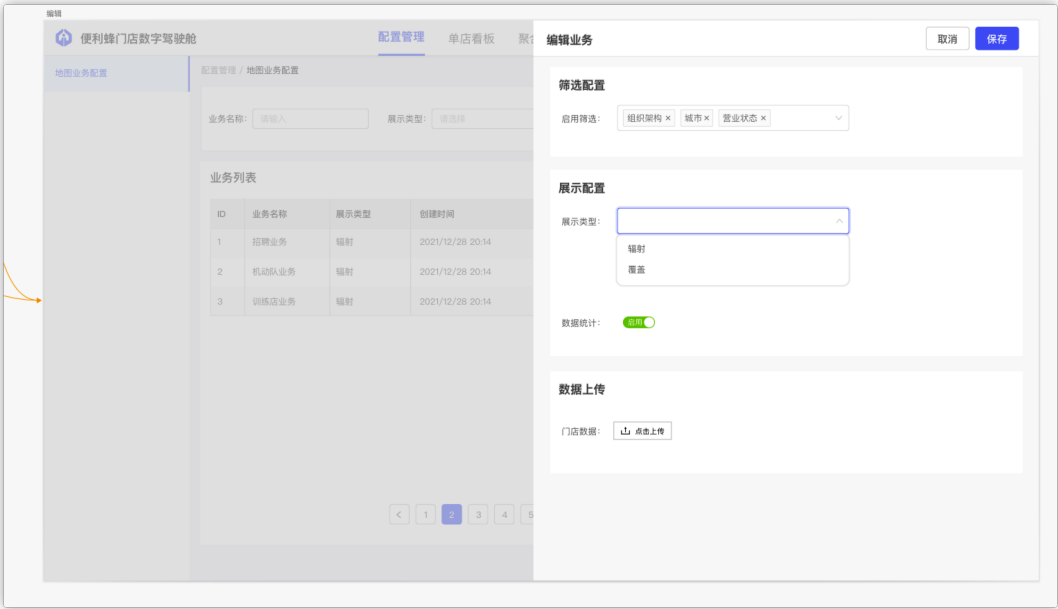 编辑
便利蜂门店数字驾驶舱
配置管理 单店看板 聚
地图业务配置
配置管理 / 地图业务配置
业务名称: 请输入 展示类型: 请选择
业务列表
ID 业务名称 展示类型 创建时间
1 招聘业务 辐射 2021/12/28 20:14
2 机动队业务 辐射 2021/12/28 20:14
3 训练店业务 辐射 2021/12/28 20:14
< 1 2 3 4 5
编辑业务 取消 保存
筛选配置
启用筛选: 组织架构 × 城市 × 营业状态 ×
展示配置
展示类型:
辐射
覆盖
数据统计: 启用
数据上传
门店数据: 点击上传